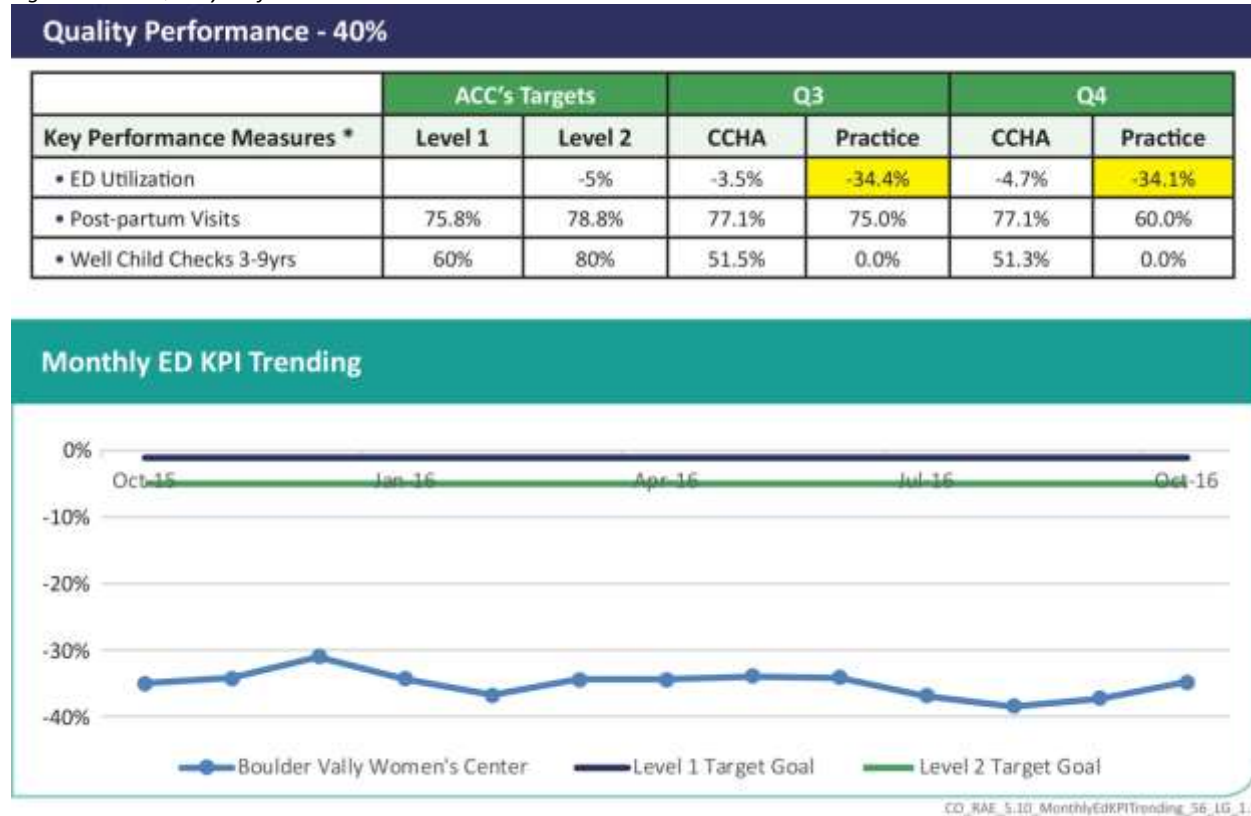 Quality Performance - 40%
ACC's Targets Q3 Q4
Key Performance Measures * Level 1 Level 2 CCHA Practice CCHA Practice
• ED Utilization -5% -3.5% -34.4% -4.7% -34.1%
• Post-partum Visits 75.8% 78.8% 77.1% 75.0% 77.1% 60.0%
• Well Child Checks 3-9yrs 60% 80% 51.5% 0.0% 51.3% 0.0%
Monthly ED KPI Trending
0%
Oct-15 Jan-16 Apr-16 Jul-16 Oct-16
-10%
-20%
-30%
-40%
Boulder Vally Women's Center Level 1 Target Goal Level 2 Target Goal
CO_RAE_5.10_MonthlyEdKPITrending_56_LG_1.